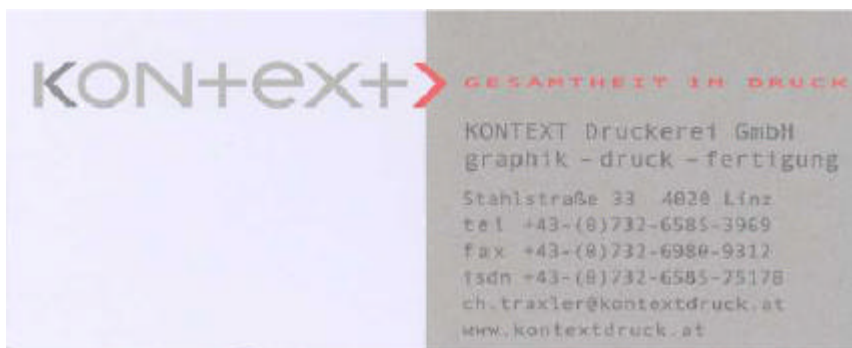 KON+ex+>
GESAMTHEIT IM DRUCK
KONTEXT Druckerei GmbH
graphik – druck – fertigung
Stahlstraße 33 4020 Linz
tel +43-(0)732-6585-3969
fax +43-(0)732-6980-9312
isdn +43-(0)732-6585-75178
ch.traxler@kontextdruck.at
www.kontextdruck.at